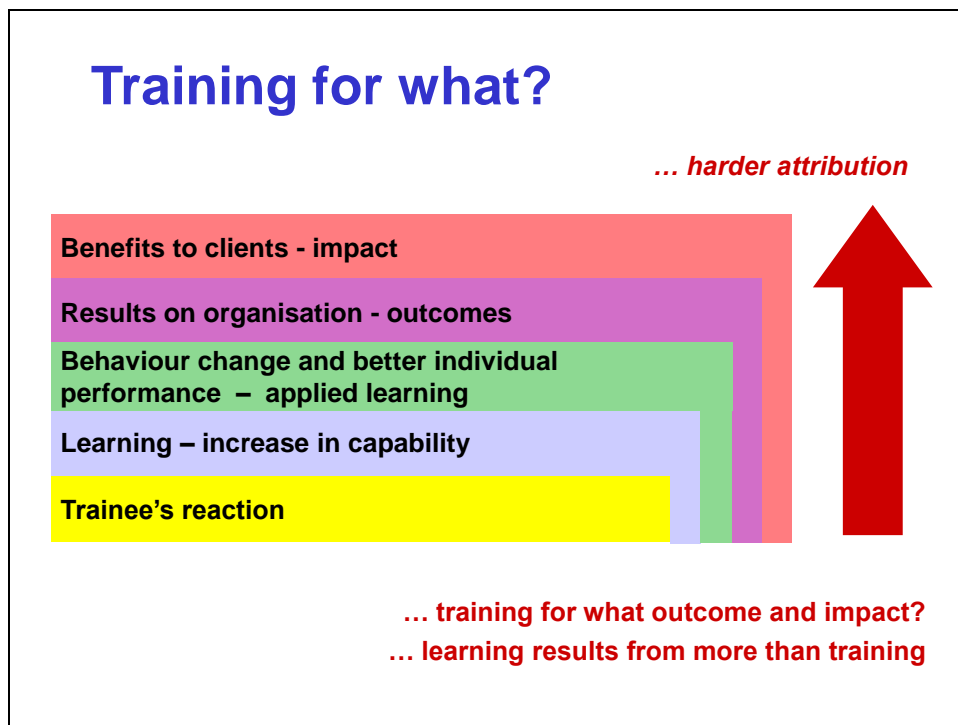 Training for what?
… harder attribution
Benefits to clients - impact
Results on organisation - outcomes
Behaviour change and better individual
performance – applied learning
Learning – increase in capability
Trainee’s reaction
… training for what outcome and impact?
… learning results from more than training